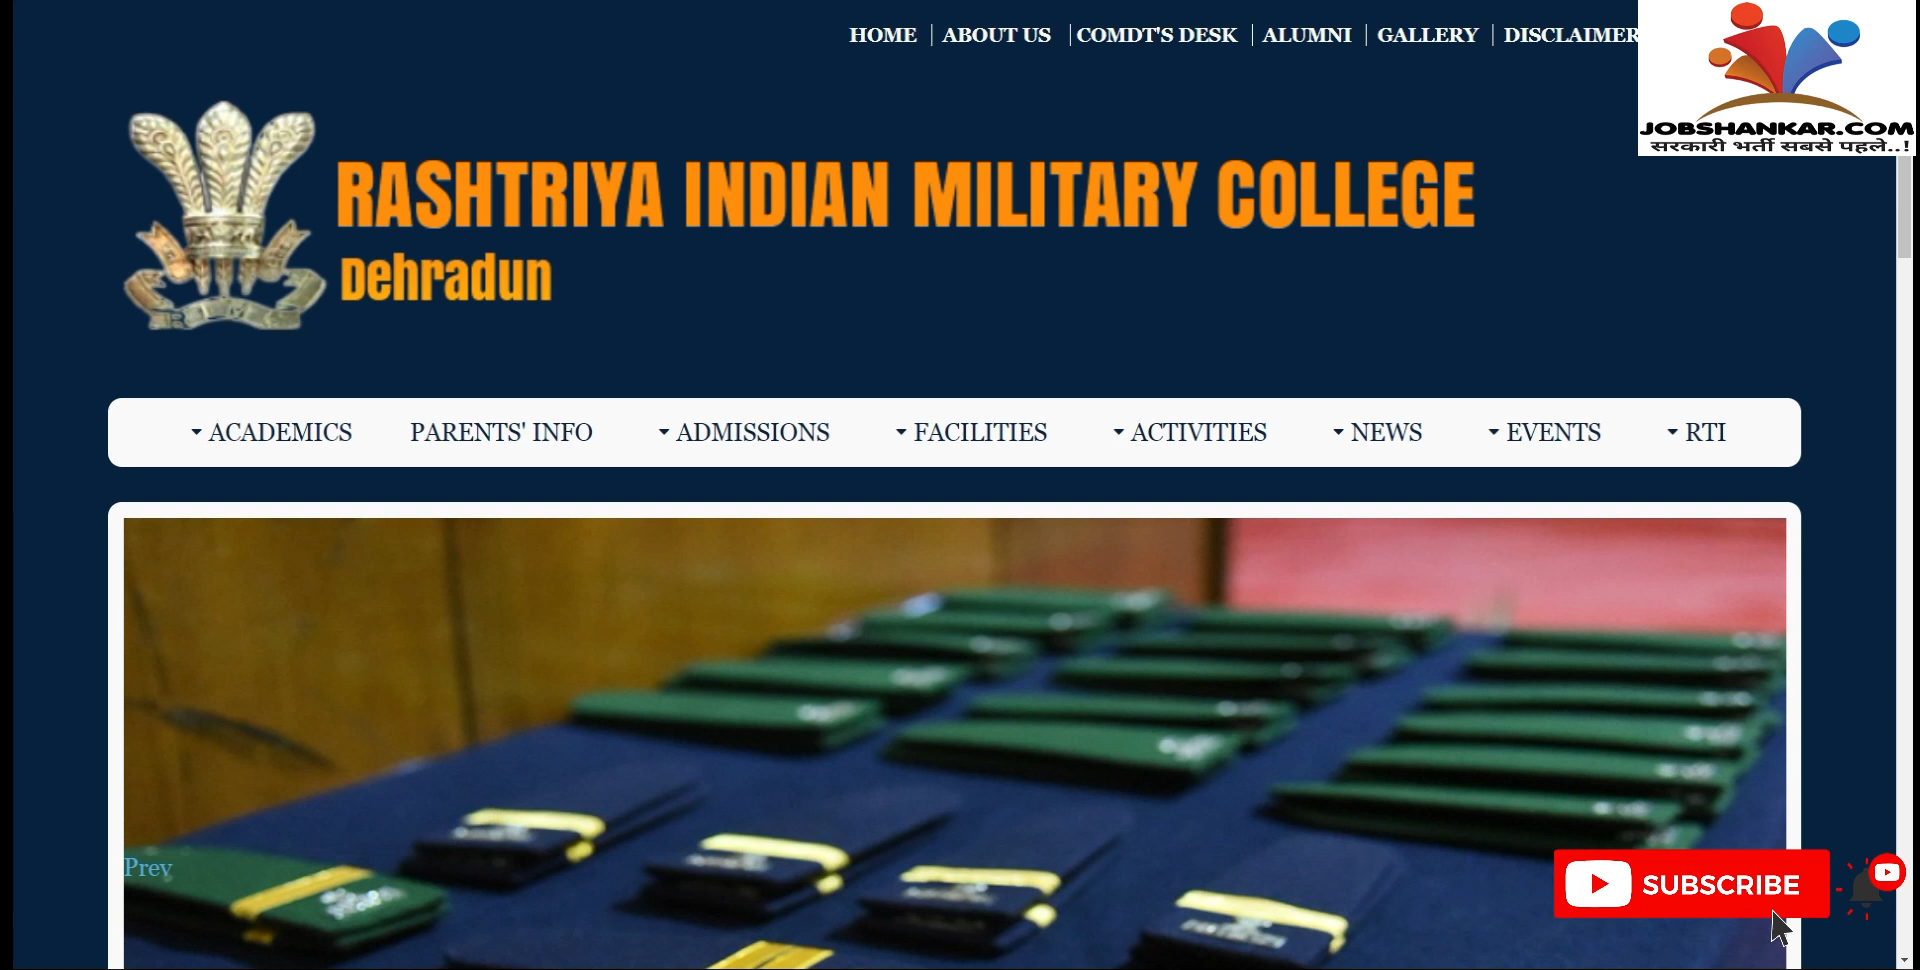 HOME ABOUT US COMDT'S DESK ALUMNI GALLERY DISCLAIMER
JOBSHANKAR.COM
सरकारी भर्ती सबसे पहले..!
RASHTRIYA INDIAN MILITARY COLLEGE
Dehradun
ACADEMICS PARENTS' INFO ADMISSIONS FACILITIES ACTIVITIES NEWS EVENTS RTI
Prev
SUBSCRIBE